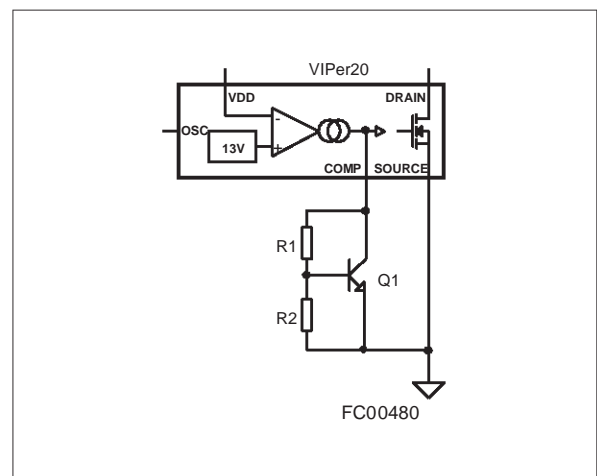 VIPer20
VDD
DRAIN
OSC
-
13V
+
COMP
SOURCE
R1
Q1
R2
FC00480